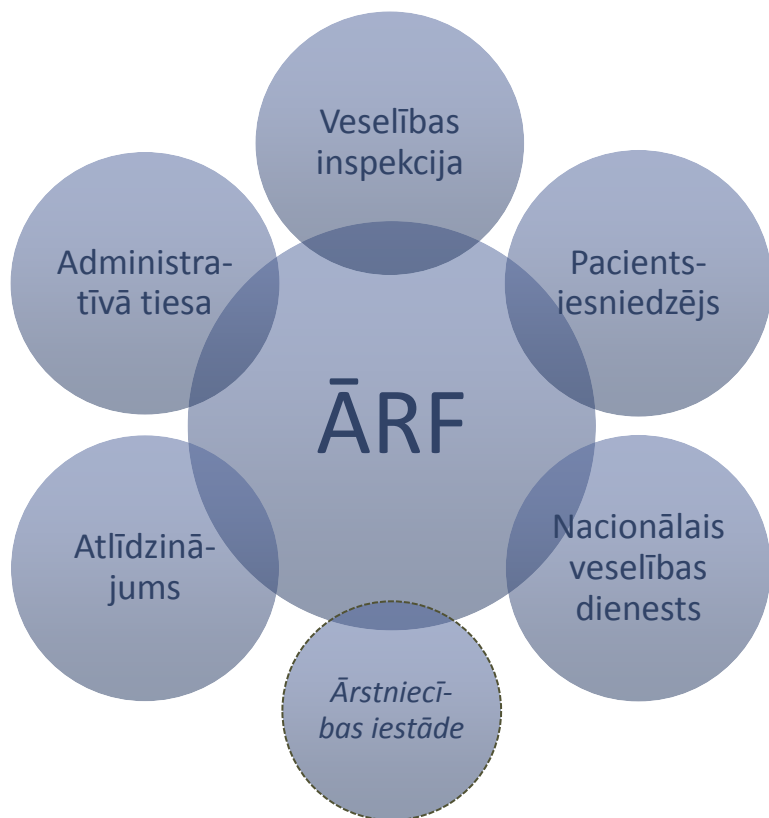 Veselības
inspekcija
Administra-
tīvā tiesa
Pacients-
iesniedzējs
ĀRF
Atlīdzinā-
jums
Nacionālais
veselības
dienests
Ārstniecī-
bas iestāde